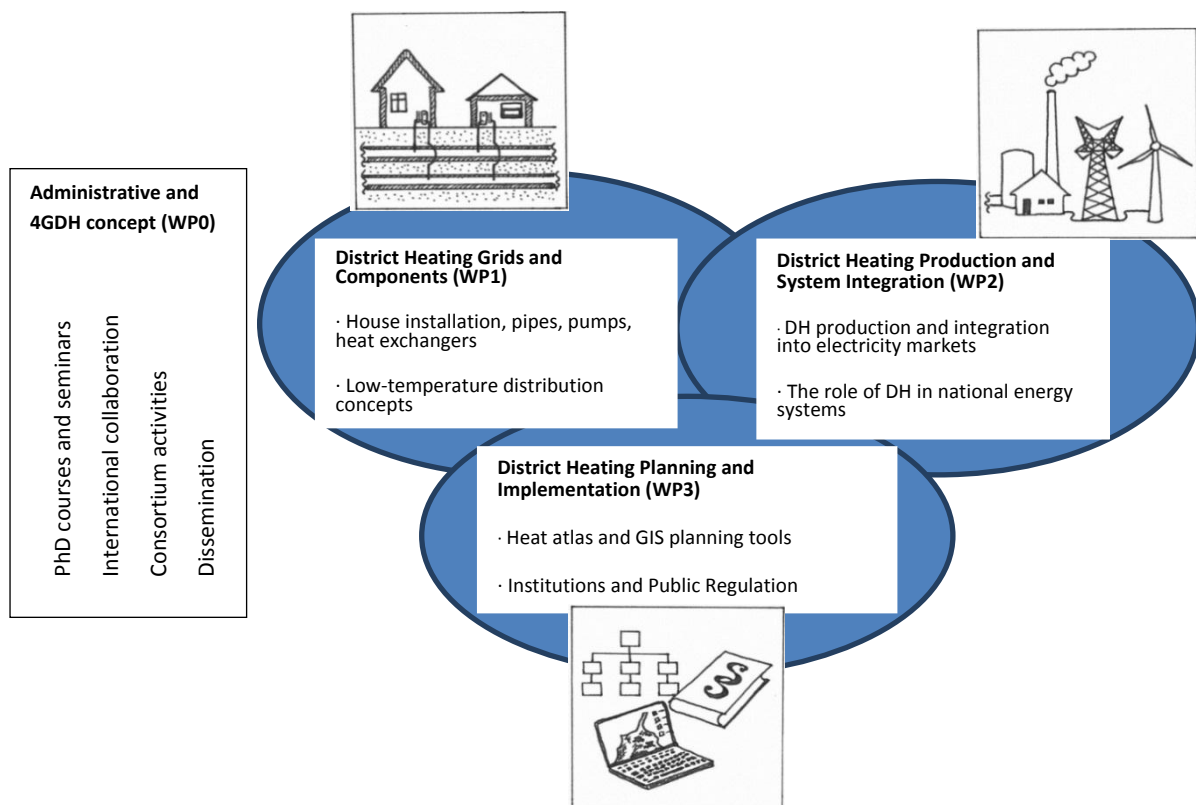 Administrative and
4GDH concept (WP0)
PhD courses and seminars
International collaboration
Consortium activities
Dissemination
District Heating Grids and
Components (WP1)
· House installation, pipes, pumps,
heat exchangers
· Low-temperature distribution
concepts
District Heating Production and
System Integration (WP2)
· DH production and integration
into electricity markets
· The role of DH in national energy
systems
District Heating Planning and
Implementation (WP3)
· Heat atlas and GIS planning tools
· Institutions and Public Regulation